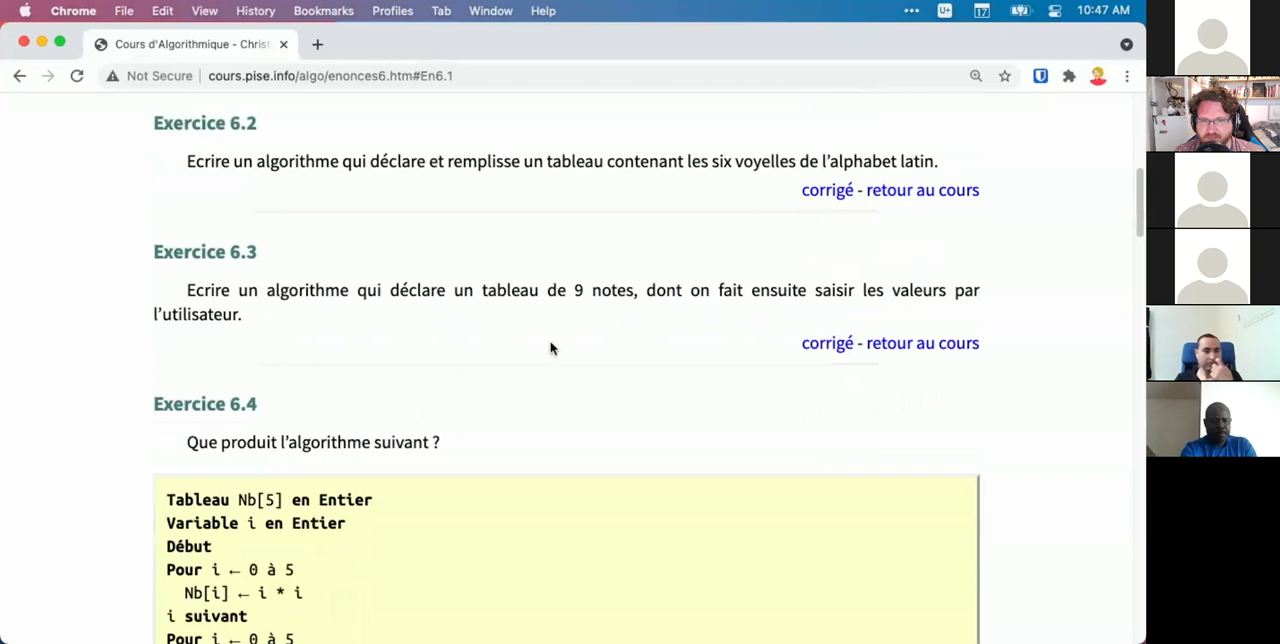 Chrome File Edit View History Bookmarks Profiles Tab Window Help ••• U+ 17 10:47 AM
Cours d'Algorithmique - Christ
Not Secure cours.pise.info/algo/enonces6.htm#En6.1
Exercice 6.2
Ecrire un algorithme qui déclare et remplisse un tableau contenant les six voyelles de l’alphabet latin.
corrigé - retour au cours
Exercice 6.3
Ecrire un algorithme qui déclare un tableau de 9 notes, dont on fait ensuite saisir les valeurs par
l’utilisateur.
corrigé - retour au cours
Exercice 6.4
Que produit l’algorithme suivant ?
Tableau Nb[5] en Entier
Variable i en Entier
Début
Pour i ← 0 à 5
Nb[i] ← i * i
i suivant
Pour i ← 0 à 5